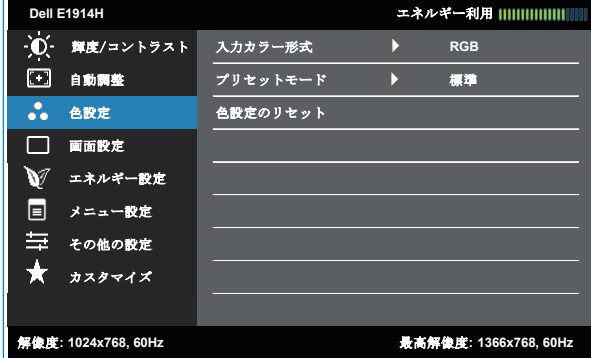 Dell E1914H エネルギー利用
輝度/コントラスト 入力カラー形式 RGB
自動調整 プリセットモード 標準
色設定 色設定のリセット
画面設定
エネルギー設定
メニュー設定
その他の設定
カスタマイズ
解像度: 1024x768, 60Hz 最高解像度: 1366x768, 60Hz